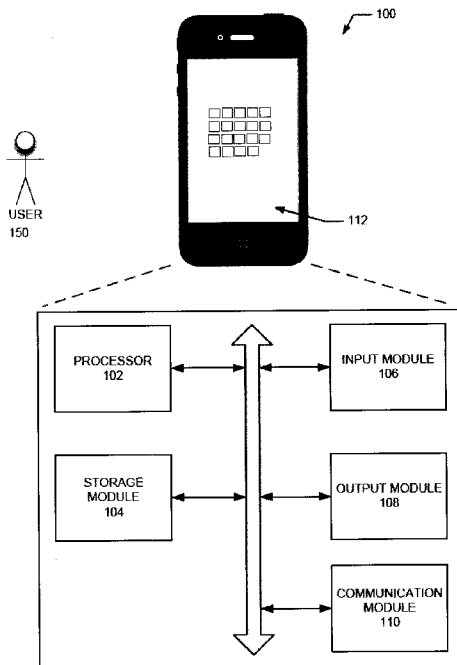 100
112
USER
150
PROCESSOR
102
INPUT MODULE
106
STORAGE
MODULE
104
OUTPUT MODULE
108
COMMUNICATION
MODULE
110